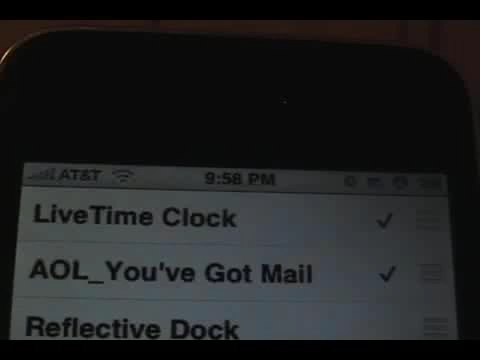 AT&T 9:58 PM
LiveTime Clock
AOL_You've Got Mail
Reflective Dock